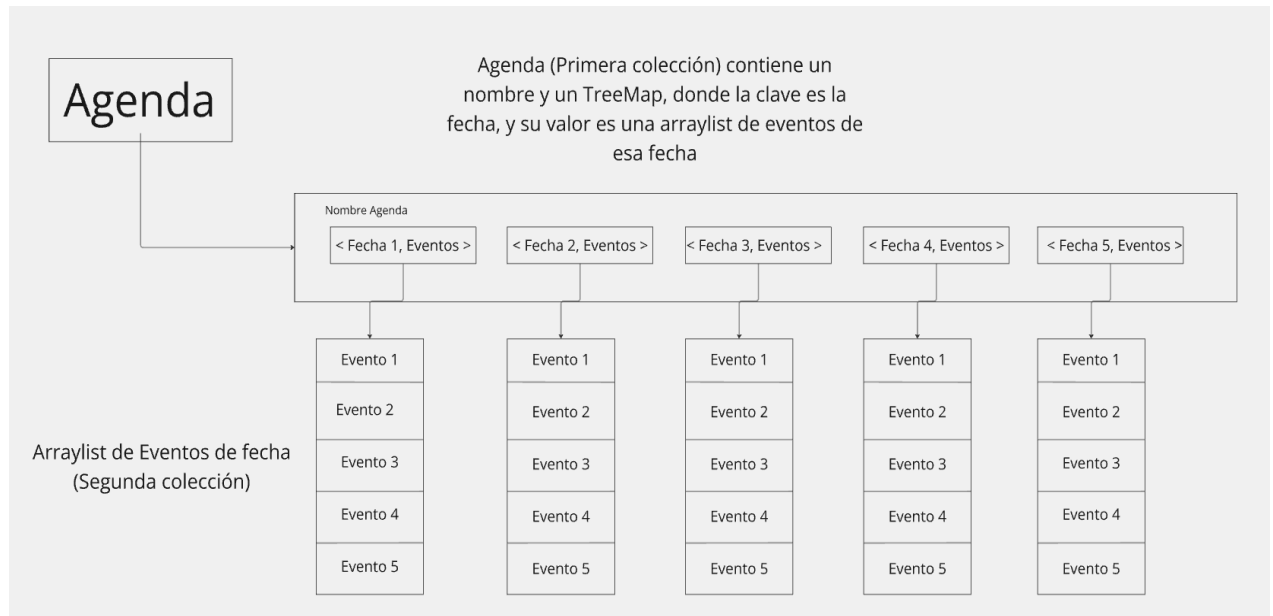 Agenda
Agenda (Primera colección) contiene un
nombre y un TreeMap, donde la clave es la
fecha, y su valor es una arraylist de eventos de
esa fecha
Nombre Agenda
< Fecha 1, Eventos >
< Fecha 2, Eventos >
< Fecha 3, Eventos >
< Fecha 4, Eventos >
< Fecha 5, Eventos >
Evento 1
Evento 1
Evento 1
Evento 1
Evento 1
Evento 2
Evento 2
Evento 2
Evento 2
Evento 2
Arraylist de Eventos de fecha
(Segunda colección)
Evento 3
Evento 3
Evento 3
Evento 3
Evento 3
Evento 4
Evento 4
Evento 4
Evento 4
Evento 4
Evento 5
Evento 5
Evento 5
Evento 5
Evento 5